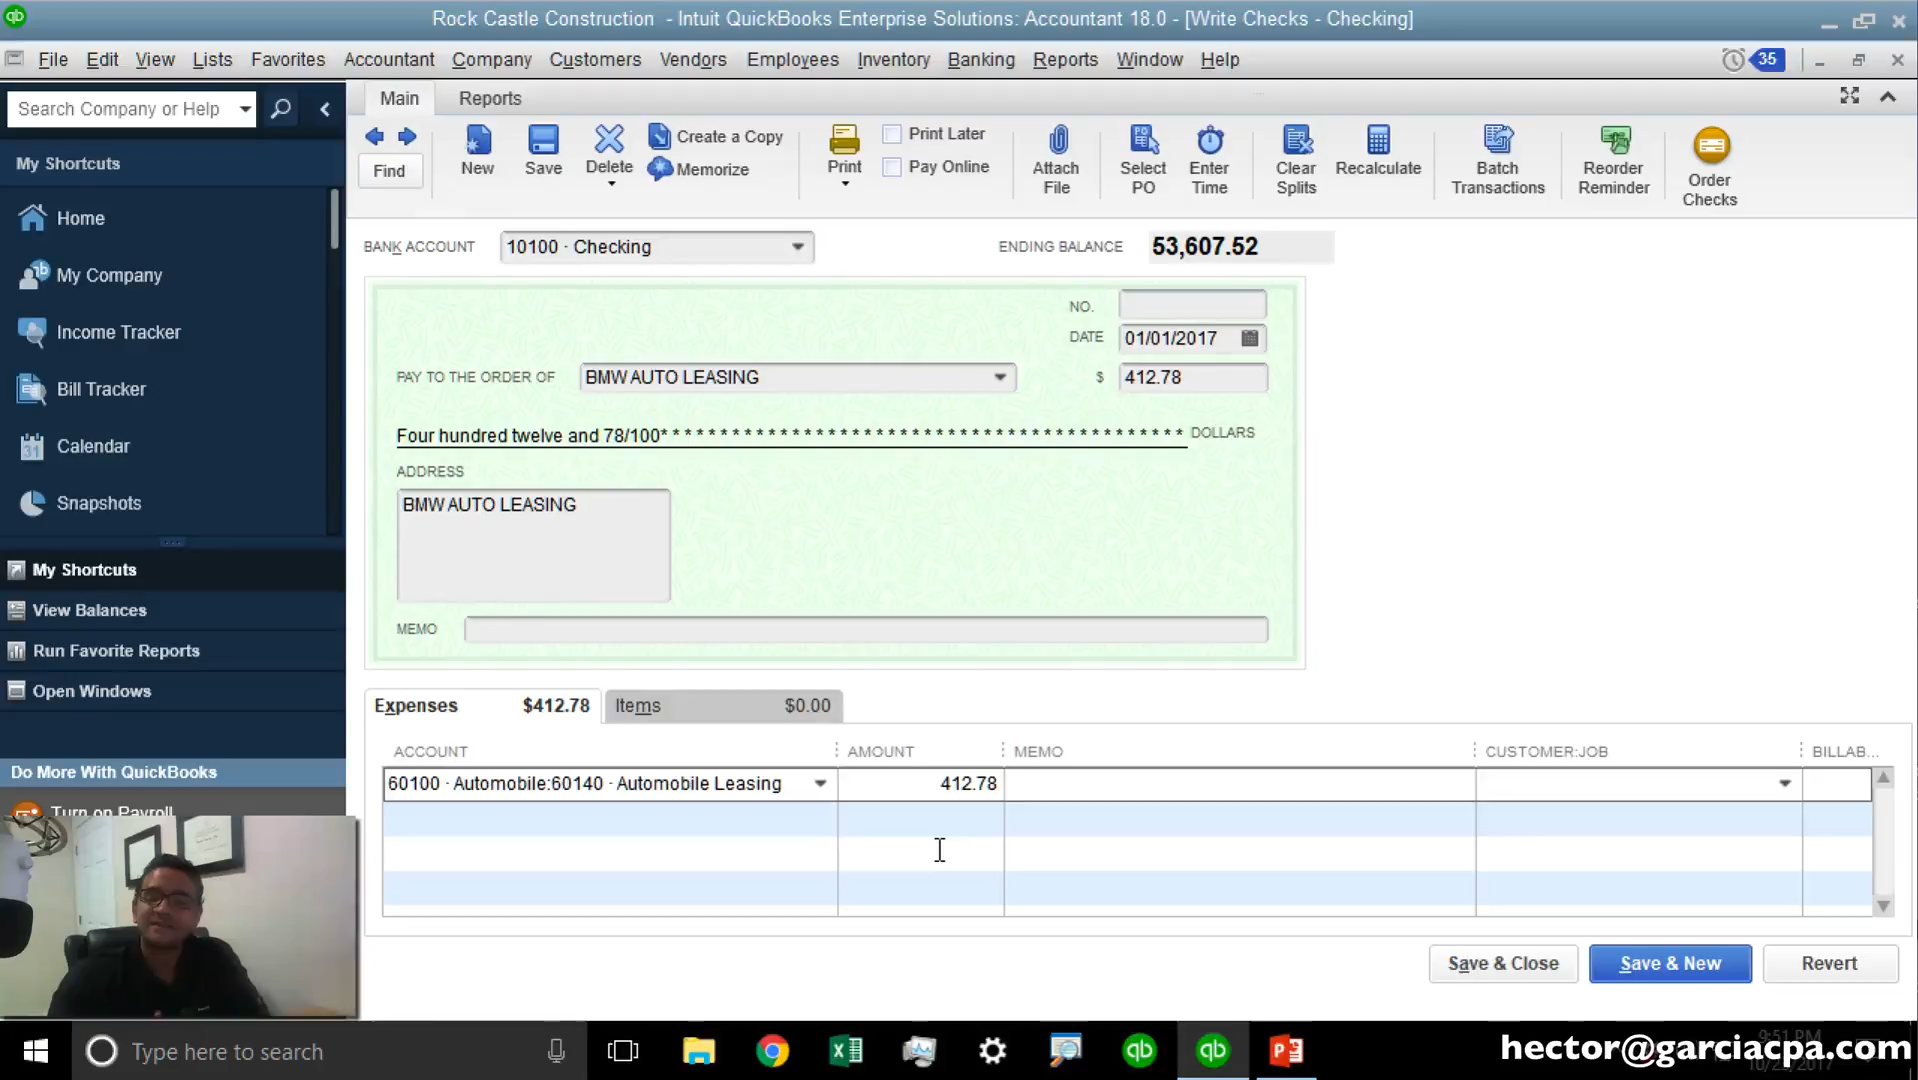 Rock Castle Construction - Intuit QuickBooks Enterprise Solutions: Accountant 18.0 - [Write Checks - Checking]
File Edit View Lists Favorites Accountant Company Customers Vendors Employees Inventory Banking Reports Window Help 35
Search Company or Help
Main Reports
Find New Save Delete Create a Copy Memorize Print Print Later Pay Online Attach File Select PO Enter Time Clear Splits Recalculate Batch Transactions Reorder Reminder Order Checks
My Shortcuts
Home
My Company
Income Tracker
Bill Tracker
Calendar
Snapshots
My Shortcuts
View Balances
Run Favorite Reports
Open Windows
Do More With QuickBooks
Turn on Payroll
BANK ACCOUNT 10100 · Checking ENDING BALANCE 53,607.52
NO.
DATE 01/01/2017
PAY TO THE ORDER OF BMW AUTO LEASING $ 412.78
Four hundred twelve and 78/100* * * * * * * * * * * * * * * * * * * * * * * * * * * * * * * * * * * * * * * * * * * * DOLLARS
ADDRESS
BMW AUTO LEASING
MEMO
Expenses $412.78 Items $0.00
ACCOUNT AMOUNT MEMO CUSTOMER:JOB BILLAB...
60100 · Automobile:60140 · Automobile Leasing 412.78
Save & Close Save & New Revert
Type here to search
hector@garciacpa.com
9:51 PM